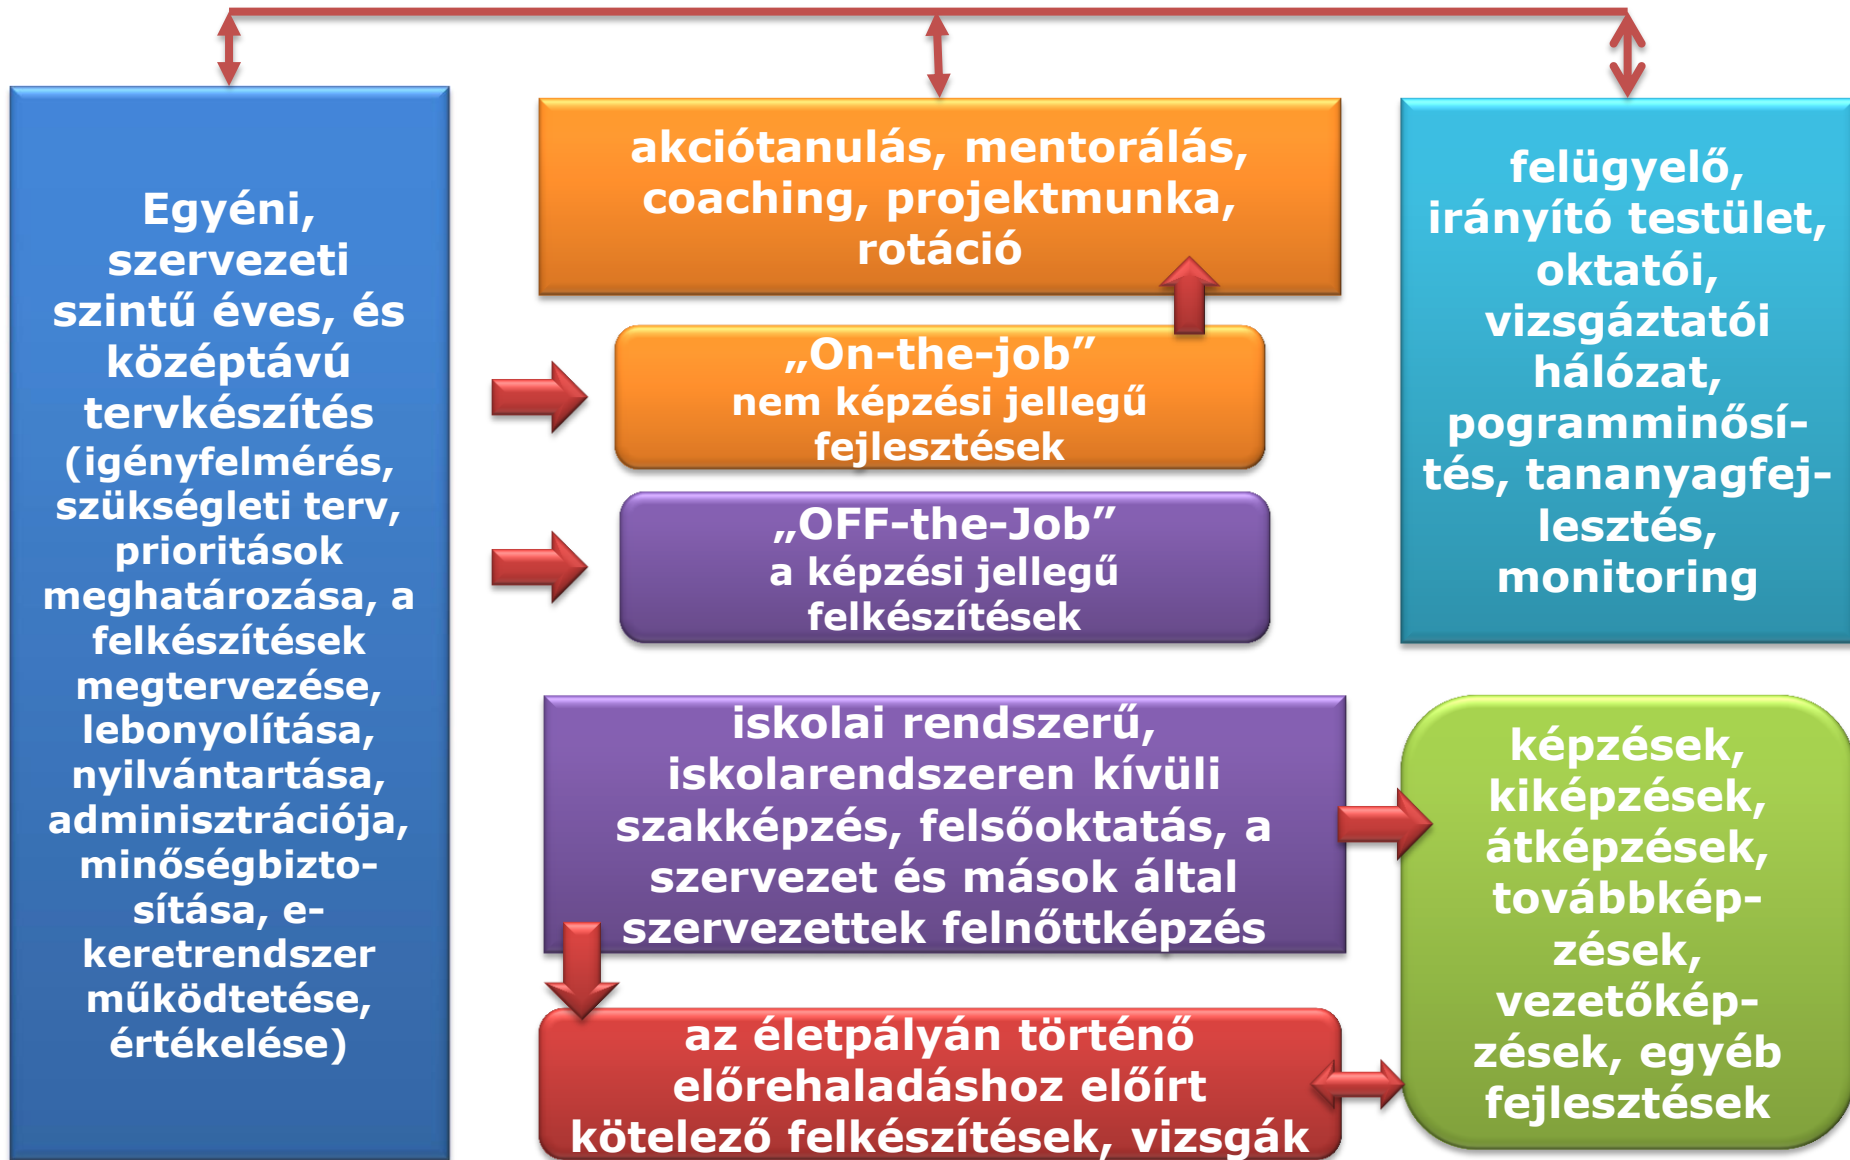 Egyéni,
szervezeti
szintű éves, és
középtávú
tervkészítés
(igényfelmérés,
szükségleti terv,
prioritások
meghatározása, a
felkészítések
megtervezése,
lebonyolítása,
nyilvántartása,
adminisztrációja,
minőségbizto-
sítása, e-
keretrendszer
működtetése,
értékelése)
akciótanulás, mentorálás,
coaching, projektmunka,
rotáció
„On-the-job”
nem képzési jellegű
fejlesztések
„OFF-the-Job”
a képzési jellegű
felkészítések
iskolai rendszerű,
iskolarendszeren kívüli
szakképzés, felsőoktatás, a
szervezet és mások által
szervezettek felnőttképzés
az életpályán történő
előrehaladáshoz előírt
kötelező felkészítések, vizsgák
felügyelő,
irányító testület,
oktatói,
vizsgáztatói
hálózat,
pogramminősí-
tés, tananyagfej-
lesztés,
monitoring
képzések,
kiképzések,
átképzések,
továbbkép-
zések,
vezetőkép-
zések, egyéb
fejlesztések